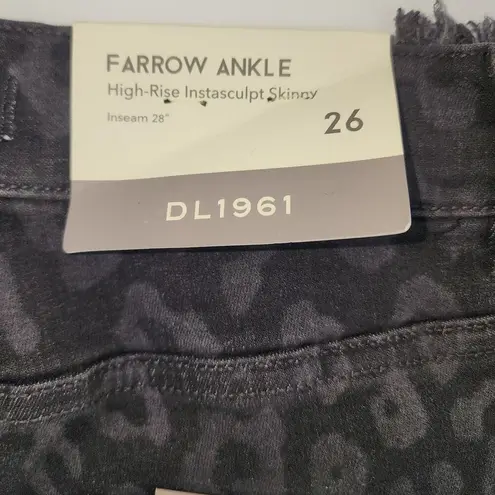 FARROW ANKLE
High-Rise Instasculpt Skinny
Inseam 28"
26
DL1961